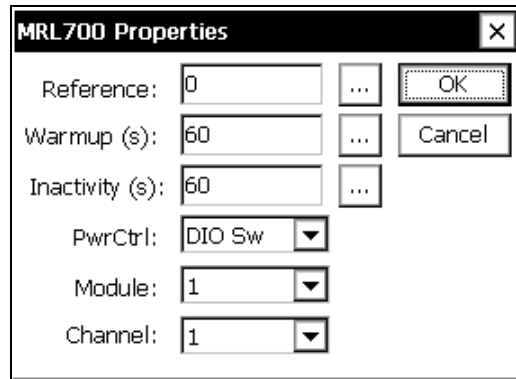 MRL700 Properties
Reference: 0 ... OK
Warmup (s): 60 ... Cancel
Inactivity (s): 60 ...
PwrCtrl: DIO Sw
Module: 1
Channel: 1